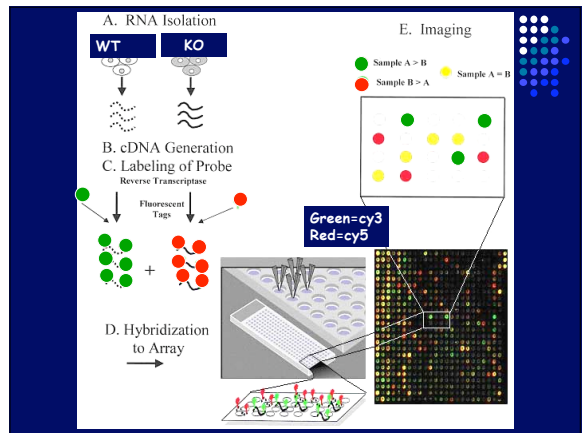 A. RNA Isolation
WT
KO
B. cDNA Generation
C. Labeling of Probe
Reverse Transcriptase
Fluorescent
Tags
+
D. Hybridization
to Array
E. Imaging
Sample A > B
Sample A = B
Sample B > A
Green=cy3
Red=cy5